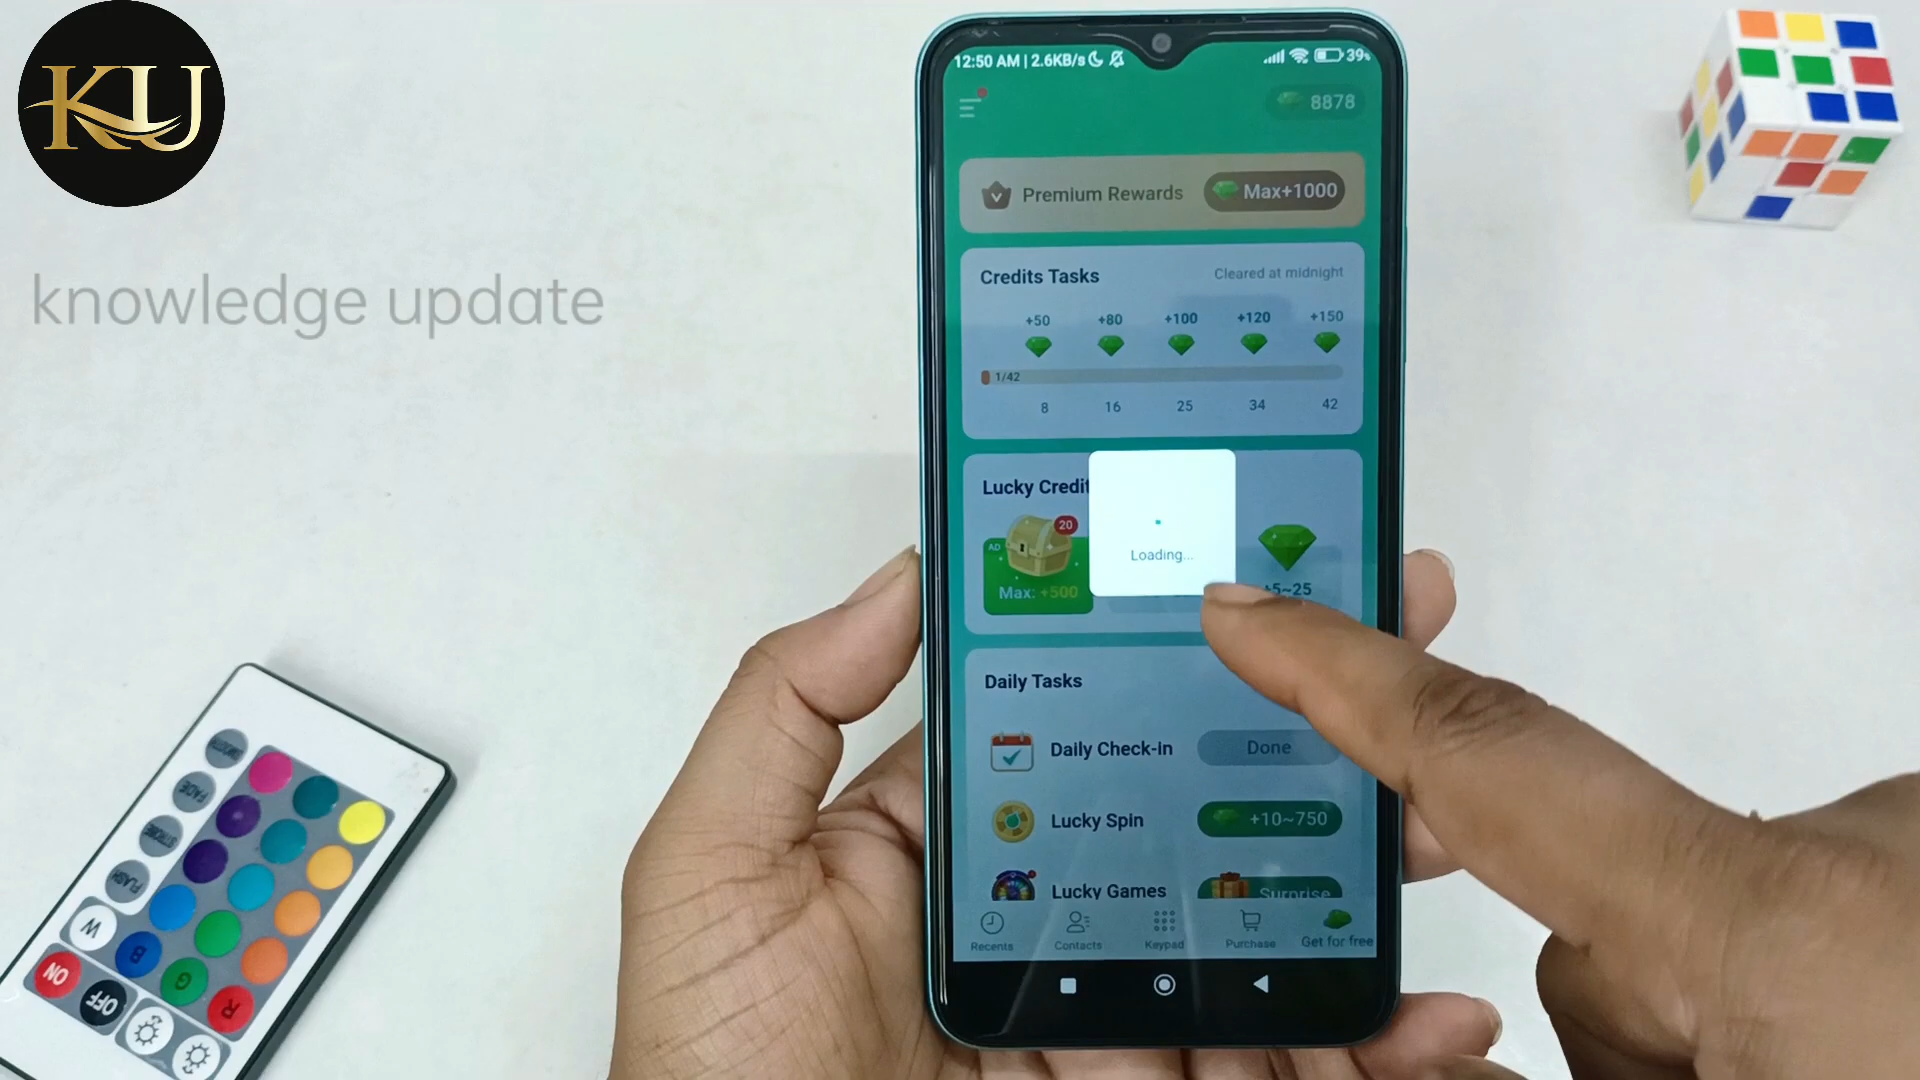 KU
knowledge update
12:50 AM | 2.6KB/s
39%
8878
Premium Rewards
Max+1000
Credits Tasks
Cleared at midnight
+50 +80 +100 +120 +150
1/42
8 16 25 34 42
Lucky Credit
20
AD
Max: +500
Loading...
+5~25
Daily Tasks
Daily Check-in
Done
Lucky Spin
+10~750
Lucky Games
Surprise
Recents
Contacts
Keypad
Purchase
Get for free
SMOOTH
FADE
STROBE
FLASH
W
B
G
R
ON
OFF